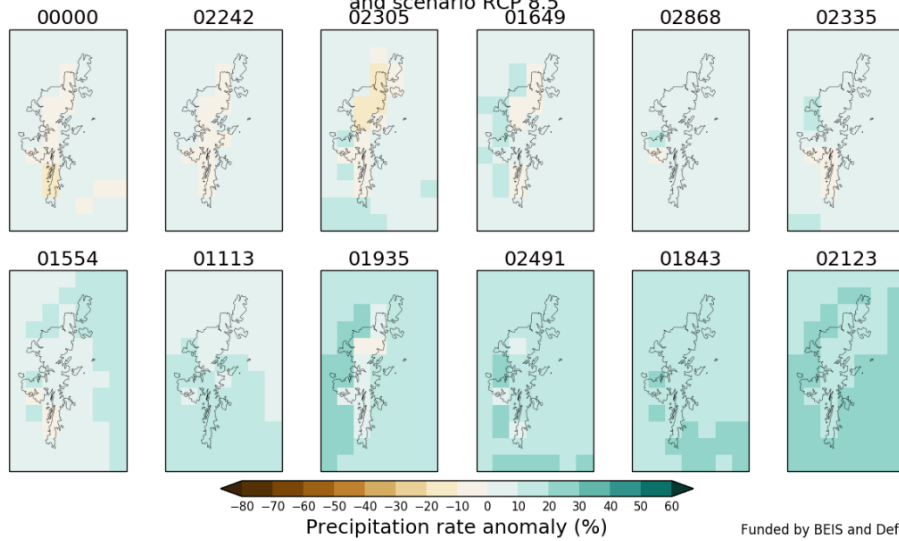 and scenario RCP 8.5
00000 02242 02305 01649 02868 02335
01554 01113 01935 02491 01843 02123
−80 −70 −60 −50 −40 −30 −20 −10 0 10 20 30 40 50 60
Precipitation rate anomaly (%)
Funded by BEIS and Def